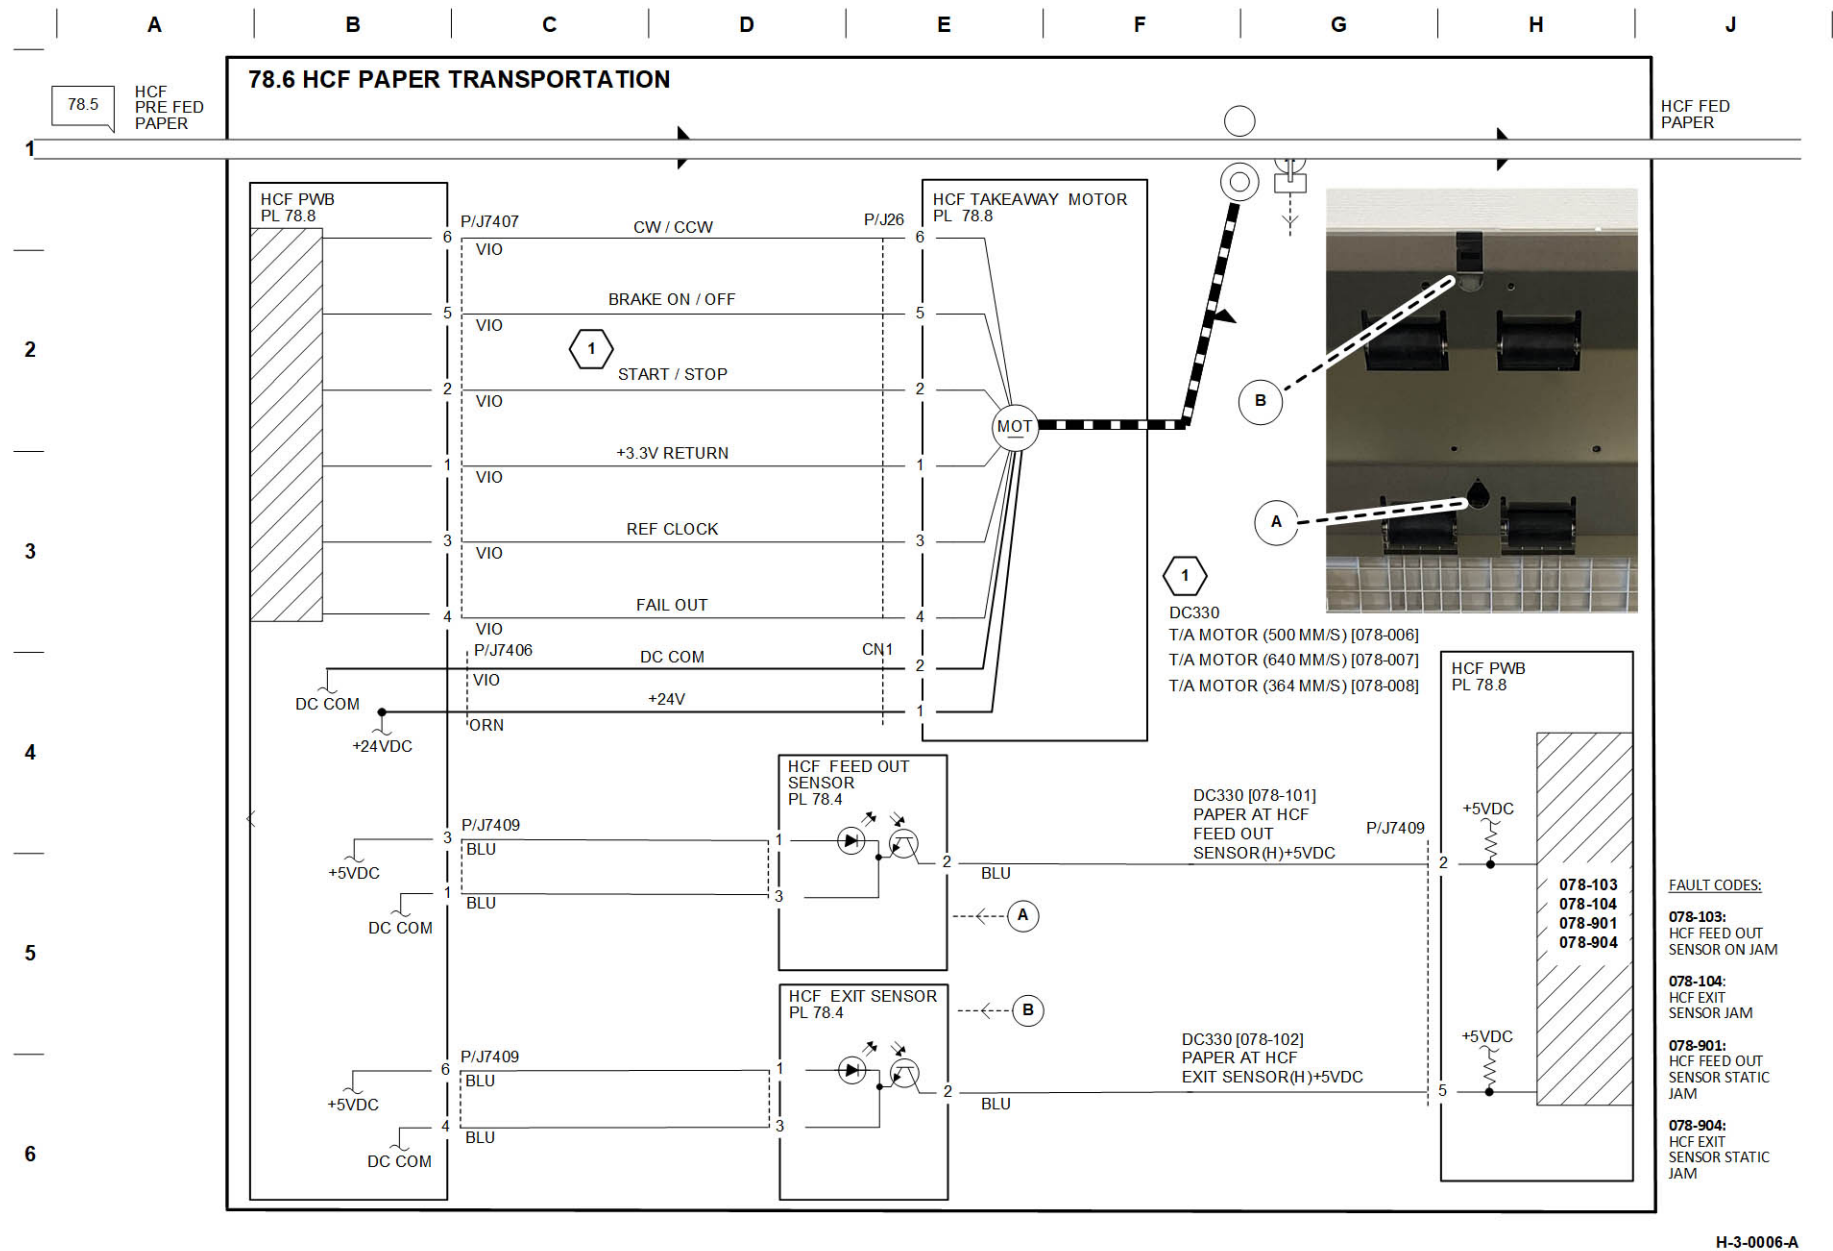 A B C D E F G H J
78.6 HCF PAPER TRANSPORTATION
78.5
HCF
PRE FED
PAPER
HCF FED
PAPER
1
2
3
4
5
6
HCF PWB
PL 78.8
P/J7407
CW / CCW
P/J26
6
VIO
6
BRAKE ON / OFF
5
VIO
5
1
START / STOP
2
VIO
2
+3.3V RETURN
1
VIO
1
REF CLOCK
3
VIO
3
FAIL OUT
4
VIO
4
HCF TAKEAWAY MOTOR
PL 78.8
MOT
P/J7406
DC COM
CN1
2
VIO
DC COM
+24V
1
ORN
+24VDC
B
A
1
DC330
T/A MOTOR (500 MM/S) [078-006]
T/A MOTOR (640 MM/S) [078-007]
T/A MOTOR (364 MM/S) [078-008]
HCF PWB
PL 78.8
HCF FEED OUT
SENSOR
PL 78.4
P/J7409
3
BLU
1
+5VDC
1
BLU
3
DC COM
2
BLU
A
DC330 [078-101]
PAPER AT HCF
FEED OUT
SENSOR(H)+5VDC
P/J7409
2
+5VDC
078-103
078-104
078-901
078-904
HCF EXIT SENSOR
PL 78.4
B
P/J7409
6
BLU
1
+5VDC
4
BLU
3
DC COM
2
BLU
DC330 [078-102]
PAPER AT HCF
EXIT SENSOR(H)+5VDC
5
+5VDC
FAULT CODES:
078-103:
HCF FEED OUT
SENSOR ON JAM
078-104:
HCF EXIT
SENSOR JAM
078-901:
HCF FEED OUT
SENSOR STATIC
JAM
078-904:
HCF EXIT
SENSOR STATIC
JAM
H-3-0006-A